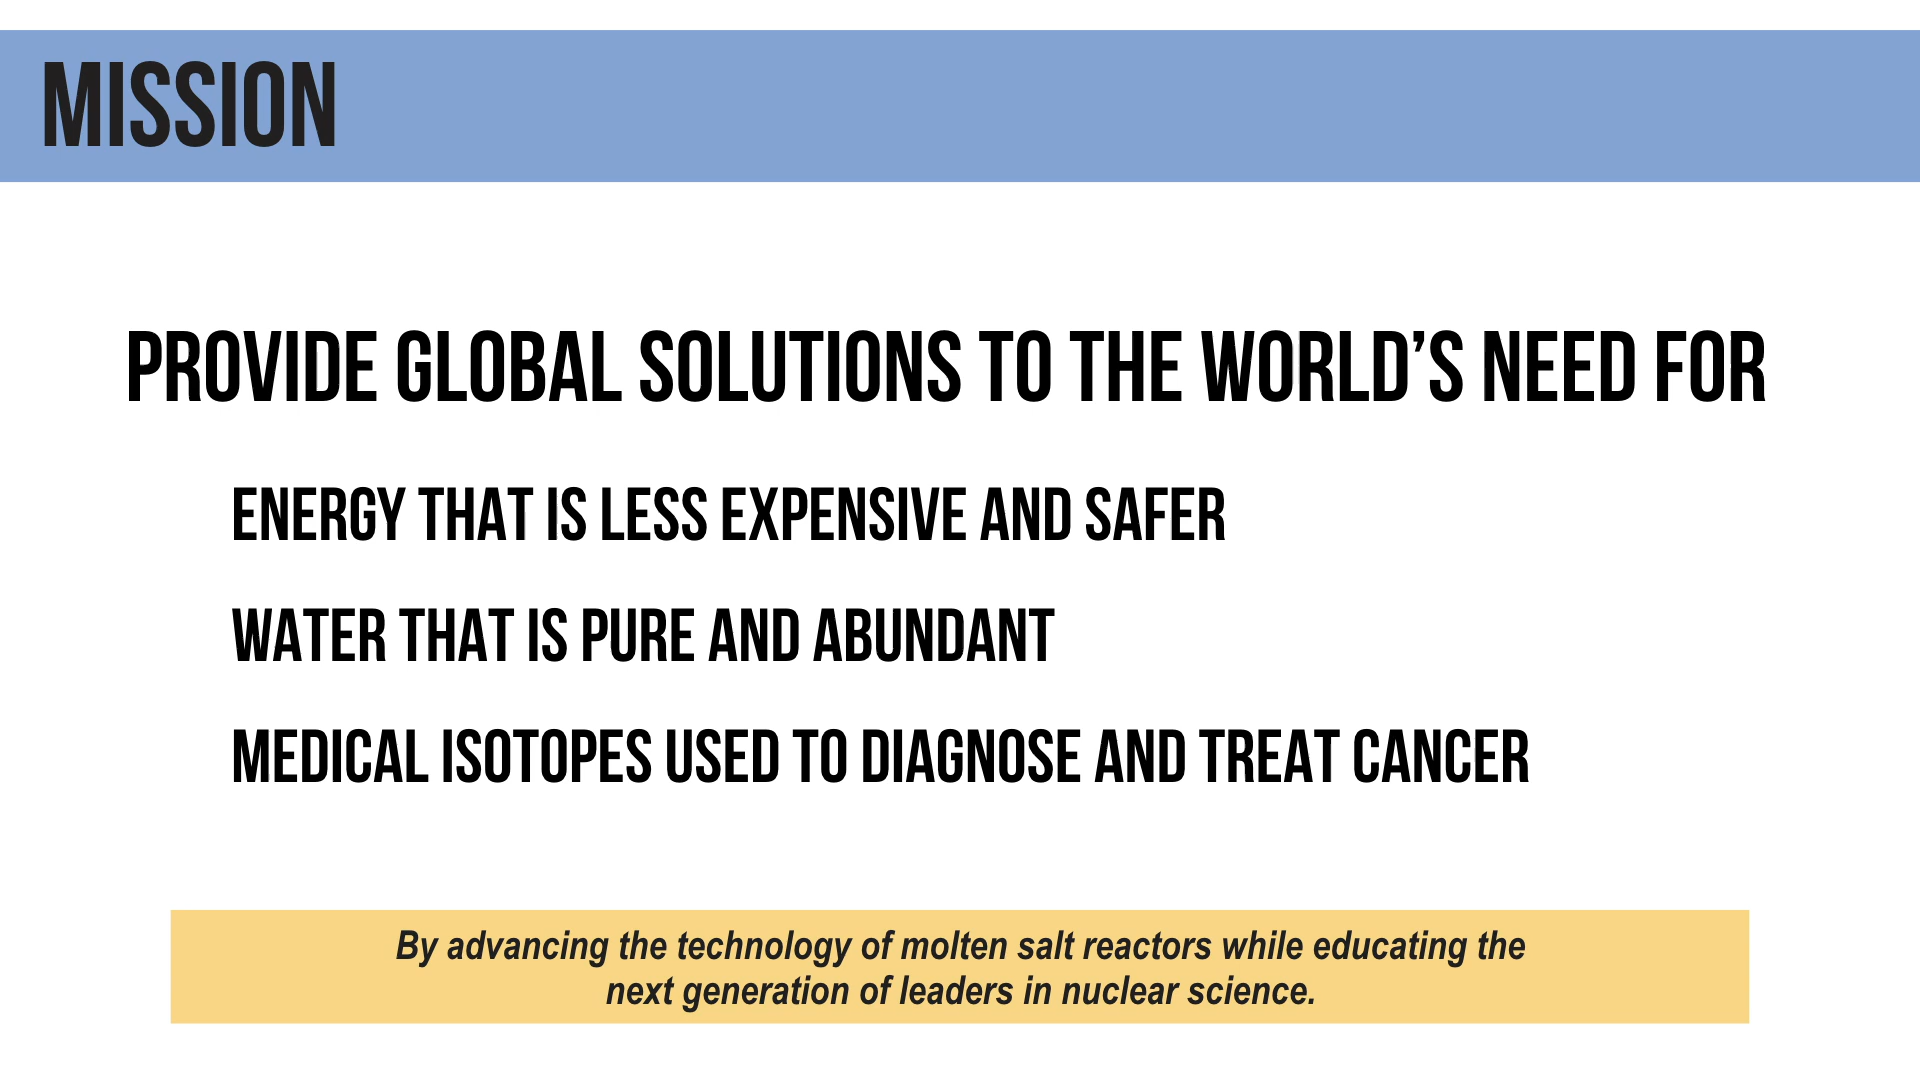 MISSION
PROVIDE GLOBAL SOLUTIONS TO THE WORLD’S NEED FOR
ENERGY THAT IS LESS EXPENSIVE AND SAFER
WATER THAT IS PURE AND ABUNDANT
MEDICAL ISOTOPES USED TO DIAGNOSE AND TREAT CANCER
By advancing the technology of molten salt reactors while educating the
next generation of leaders in nuclear science.